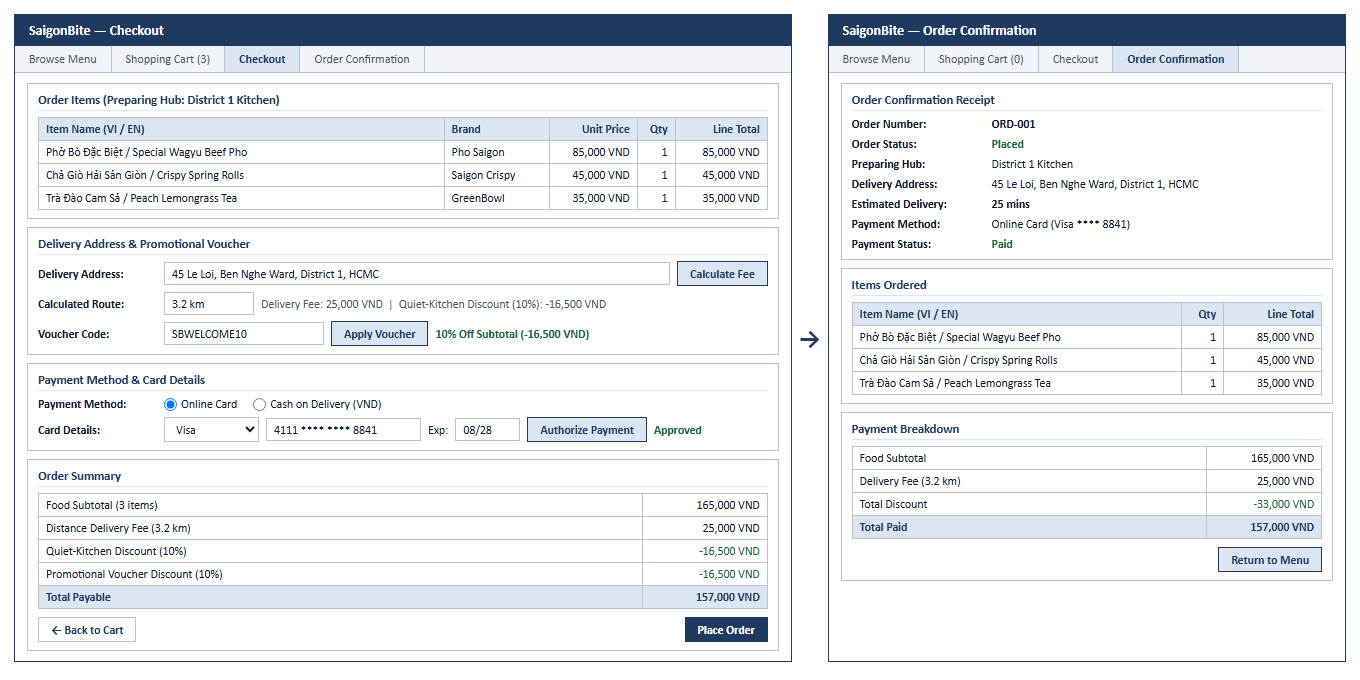 SaigonBite — Checkout
Browse Menu Shopping Cart (3) Checkout Order Confirmation
Order Items (Preparing Hub: District 1 Kitchen)
Item Name (VI / EN) Brand Unit Price Qty Line Total
Phở Bò Đặc Biệt / Special Wagyu Beef Pho Pho Saigon 85,000 VND 1 85,000 VND
Chả Giò Hải Sản Giòn / Crispy Spring Rolls Saigon Crispy 45,000 VND 1 45,000 VND
Trà Đào Cam Sả / Peach Lemongrass Tea GreenBowl 35,000 VND 1 35,000 VND
Delivery Address & Promotional Voucher
Delivery Address: 45 Le Loi, Ben Nghe Ward, District 1, HCMC Calculate Fee
Calculated Route: 3.2 km Delivery Fee: 25,000 VND | Quiet-Kitchen Discount (10%): -16,500 VND
Voucher Code: SBWELCOME10 Apply Voucher 10% Off Subtotal (-16,500 VND)
Payment Method & Card Details
Payment Method: Online Card Cash on Delivery (VND)
Card Details: Visa 4111 **** **** 8841 Exp: 08/28 Authorize Payment Approved
Order Summary
Food Subtotal (3 items) 165,000 VND
Distance Delivery Fee (3.2 km) 25,000 VND
Quiet-Kitchen Discount (10%) -16,500 VND
Promotional Voucher Discount (10%) -16,500 VND
Total Payable 157,000 VND
← Back to Cart Place Order
→
SaigonBite — Order Confirmation
Browse Menu Shopping Cart (0) Checkout Order Confirmation
Order Confirmation Receipt
Order Number: ORD-001
Order Status: Placed
Preparing Hub: District 1 Kitchen
Delivery Address: 45 Le Loi, Ben Nghe Ward, District 1, HCMC
Estimated Delivery: 25 mins
Payment Method: Online Card (Visa **** 8841)
Payment Status: Paid
Items Ordered
Item Name (VI / EN) Qty Line Total
Phở Bò Đặc Biệt / Special Wagyu Beef Pho 1 85,000 VND
Chả Giò Hải Sản Giòn / Crispy Spring Rolls 1 45,000 VND
Trà Đào Cam Sả / Peach Lemongrass Tea 1 35,000 VND
Payment Breakdown
Food Subtotal 165,000 VND
Delivery Fee (3.2 km) 25,000 VND
Total Discount -33,000 VND
Total Paid 157,000 VND
Return to Menu